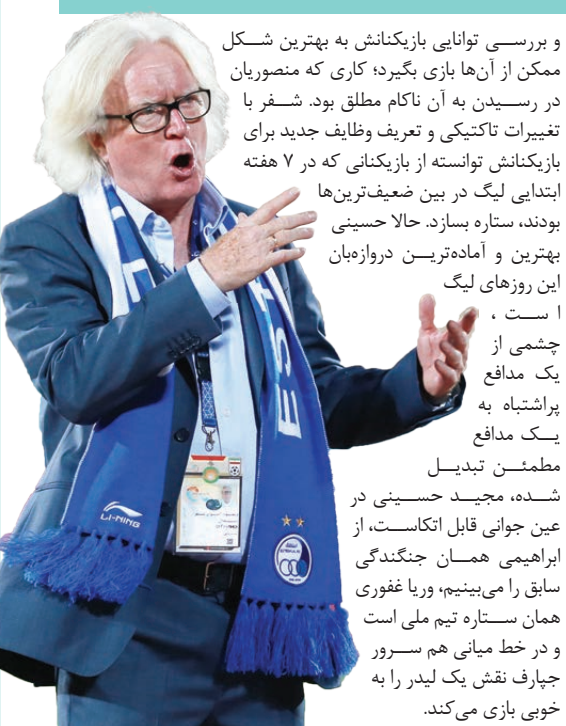 و بررسی توانایی بازیکنانش به بهترین شکل
ممکن از آن‌ها بازی بگیرد؛ کاری که منصوریان
در رسیدن به آن ناکام مطلق بود. شفر با
تغییرات تاکتیکی و تعریف وظایف جدید برای
بازیکنانش توانسته از بازیکنانی که در ۷ هفته
ابتدایی لیگ در بین ضعیف‌ترین‌ها
بودند، ستاره بسازد. حالا حسینی
بهترین و آماده‌ترین دروازه‌بان
این روزهای لیگ
است،
چشمی از
یک مدافع
پراشتباه به
یک مدافع
مطمئن تبدیل
شده، مجید حسینی در
عین جوانی قابل اتکاست، از
ابراهیمی همان جنگندگی
سابق را می‌بینیم، وریا غفوری
همان ستاره تیم ملی است
و در خط میانی هم سرور
جپارف نقش یک لیدر را به
خوبی بازی می‌کند.
EST
LI-NING